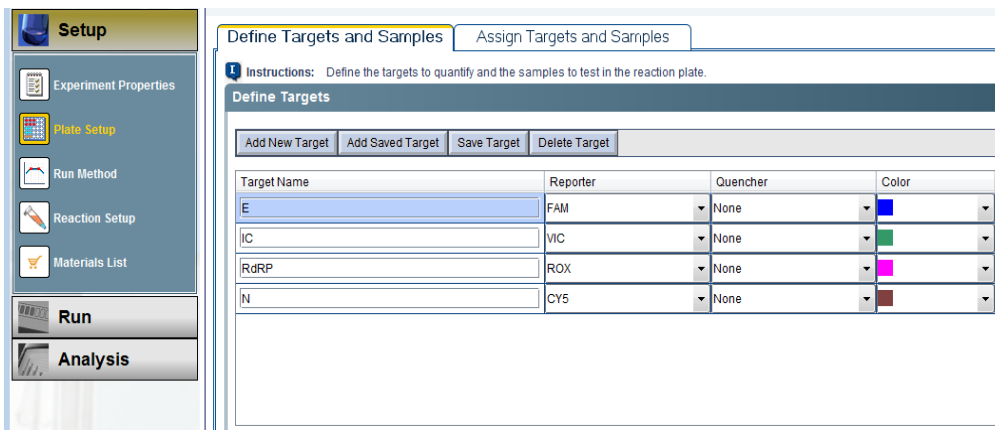 Setup
Experiment Properties
Plate Setup
Run Method
Reaction Setup
Materials List
Run
Analysis
Define Targets and Samples
Assign Targets and Samples
Instructions: Define the targets to quantify and the samples to test in the reaction plate.
Define Targets
Add New Target Add Saved Target Save Target Delete Target
Target Name Reporter Quencher Color
E FAM None
IC VIC None
RdRP ROX None
N CY5 None